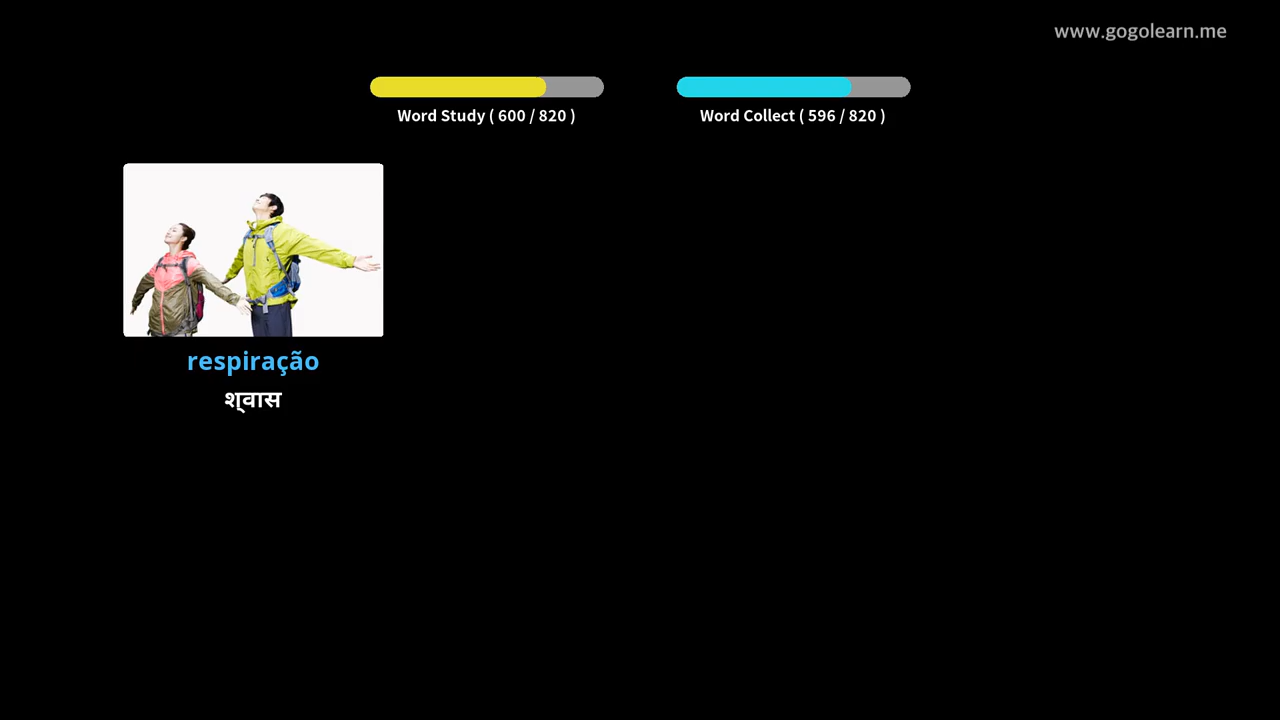 www.gogolearn.me
Word Study ( 600 / 820 )
Word Collect ( 596 / 820 )
respiração
श्वास